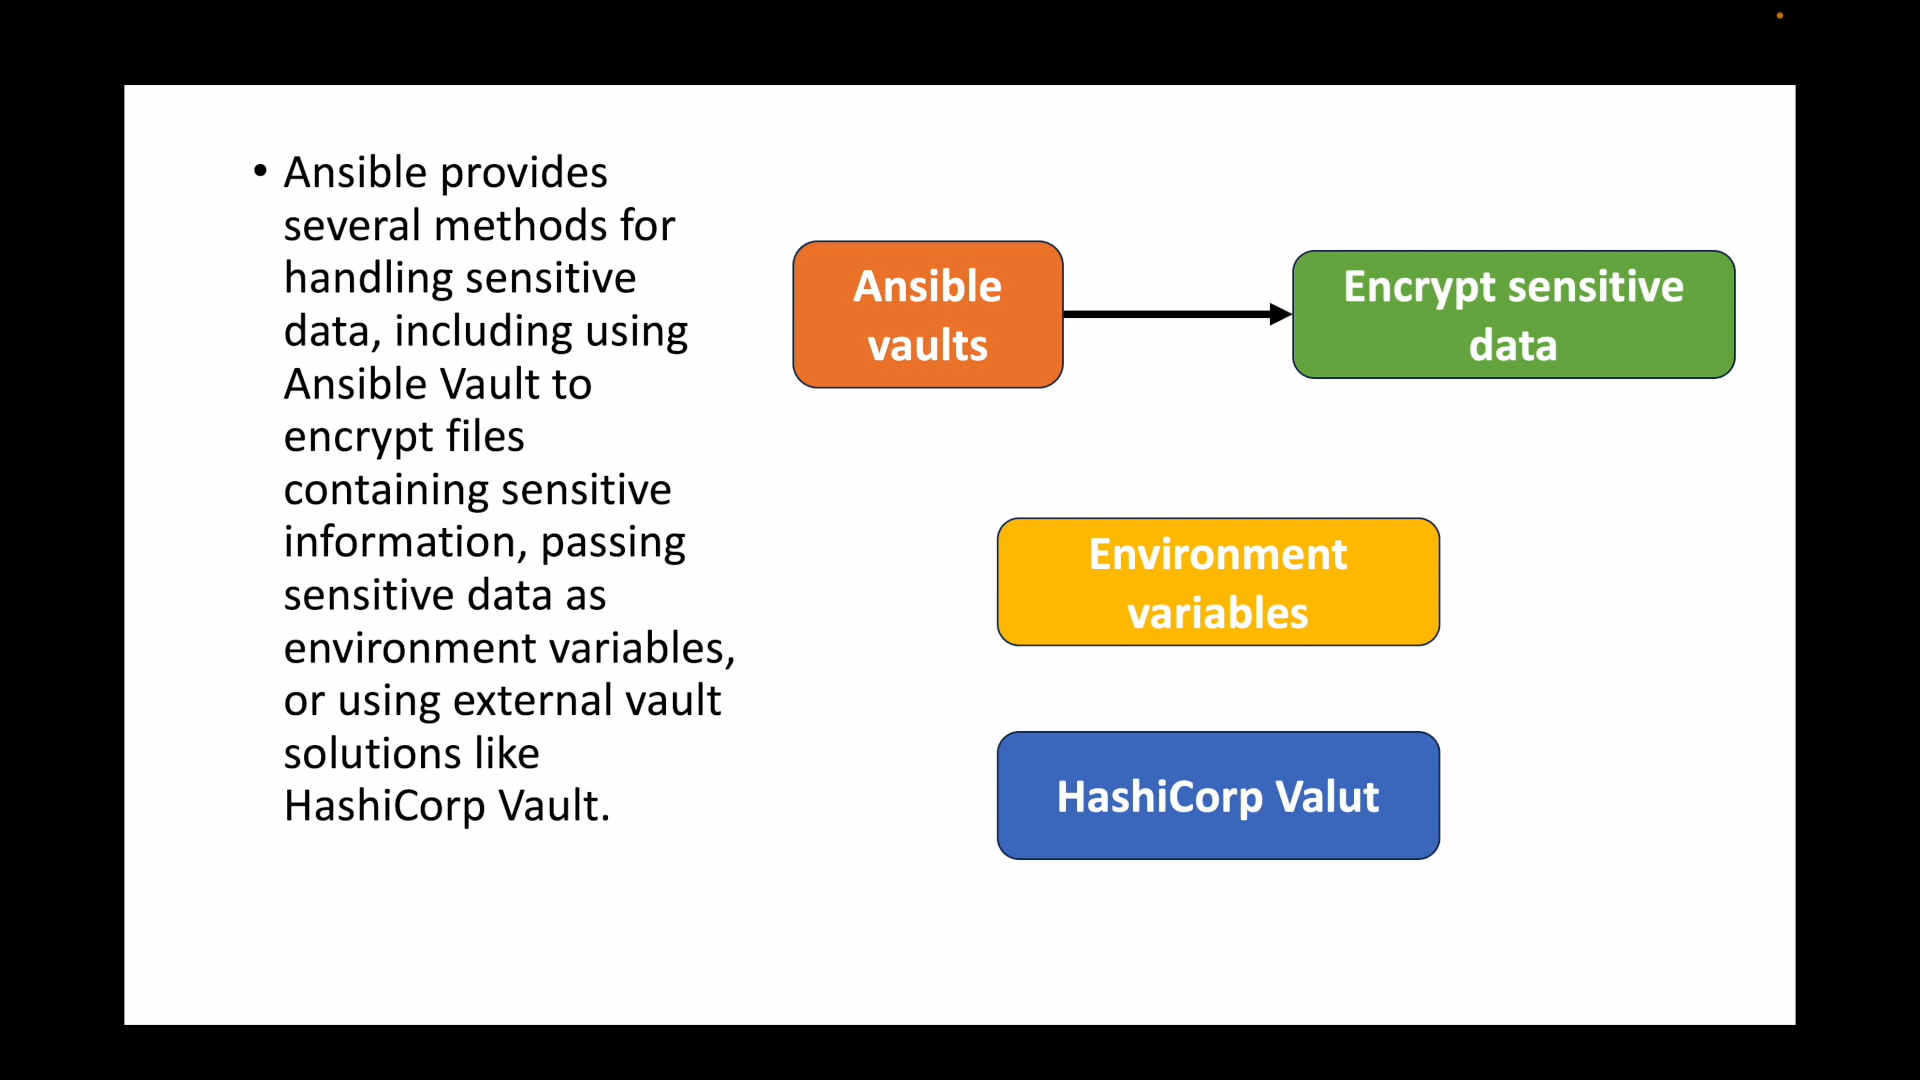 • Ansible provides
several methods for
handling sensitive
data, including using
Ansible Vault to
encrypt files
containing sensitive
information, passing
sensitive data as
environment variables,
or using external vault
solutions like
HashiCorp Vault.
Ansible
vaults
Encrypt sensitive
data
Environment
variables
HashiCorp Valut